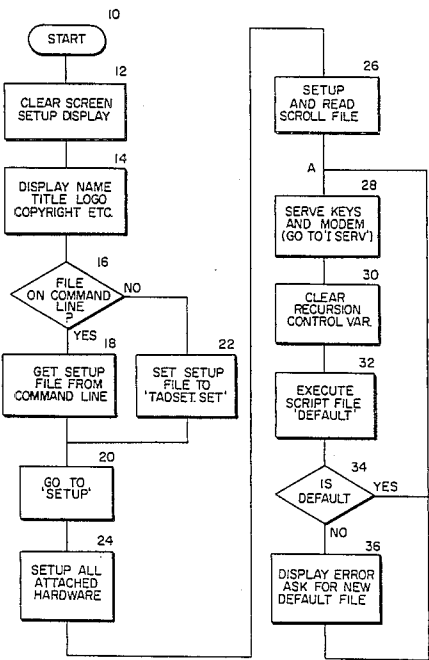 10
START
12
CLEAR SCREEN
SETUP DISPLAY
14
DISPLAY NAME
TITLE LOGO
COPYRIGHT ETC.
16
FILE
ON COMMAND
LINE
?
NO
YES
18
GET SETUP
FILE FROM
COMMAND LINE
22
SET SETUP
FILE TO
'TADSET.SET'
20
GO TO
'SETUP'
24
SETUP ALL
ATTACHED
HARDWARE
26
SETUP
AND READ
SCROLL FILE
A
28
SERVE KEYS
AND MODEM
(GO TO 'I SERV')
30
CLEAR
RECURSION
CONTROL VAR.
32
EXECUTE
SCRIPT FILE
'DEFAULT'
34
IS
DEFAULT
YES
NO
36
DISPLAY ERROR
ASK FOR NEW
DEFAULT FILE